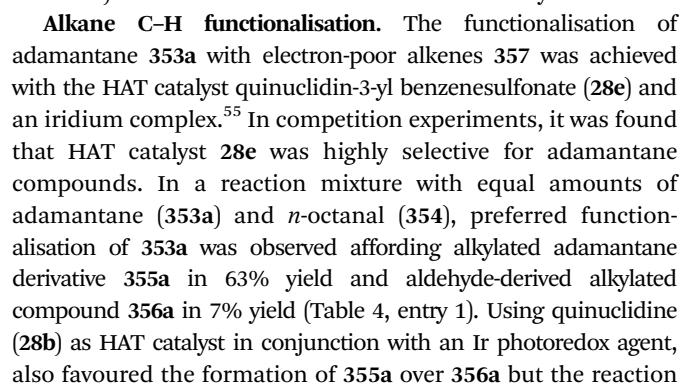 Alkane C–H functionalisation. The functionalisation of
adamantane 353a with electron-poor alkenes 357 was achieved
with the HAT catalyst quinuclidin-3-yl benzenesulfonate (28e) and
an iridium complex.55 In competition experiments, it was found
that HAT catalyst 28e was highly selective for adamantane
compounds. In a reaction mixture with equal amounts of
adamantane (353a) and n-octanal (354), preferred function-
alisation of 353a was observed affording alkylated adamantane
derivative 355a in 63% yield and aldehyde-derived alkylated
compound 356a in 7% yield (Table 4, entry 1). Using quinuclidine
(28b) as HAT catalyst in conjunction with an Ir photoredox agent,
also favoured the formation of 355a over 356a but the reaction